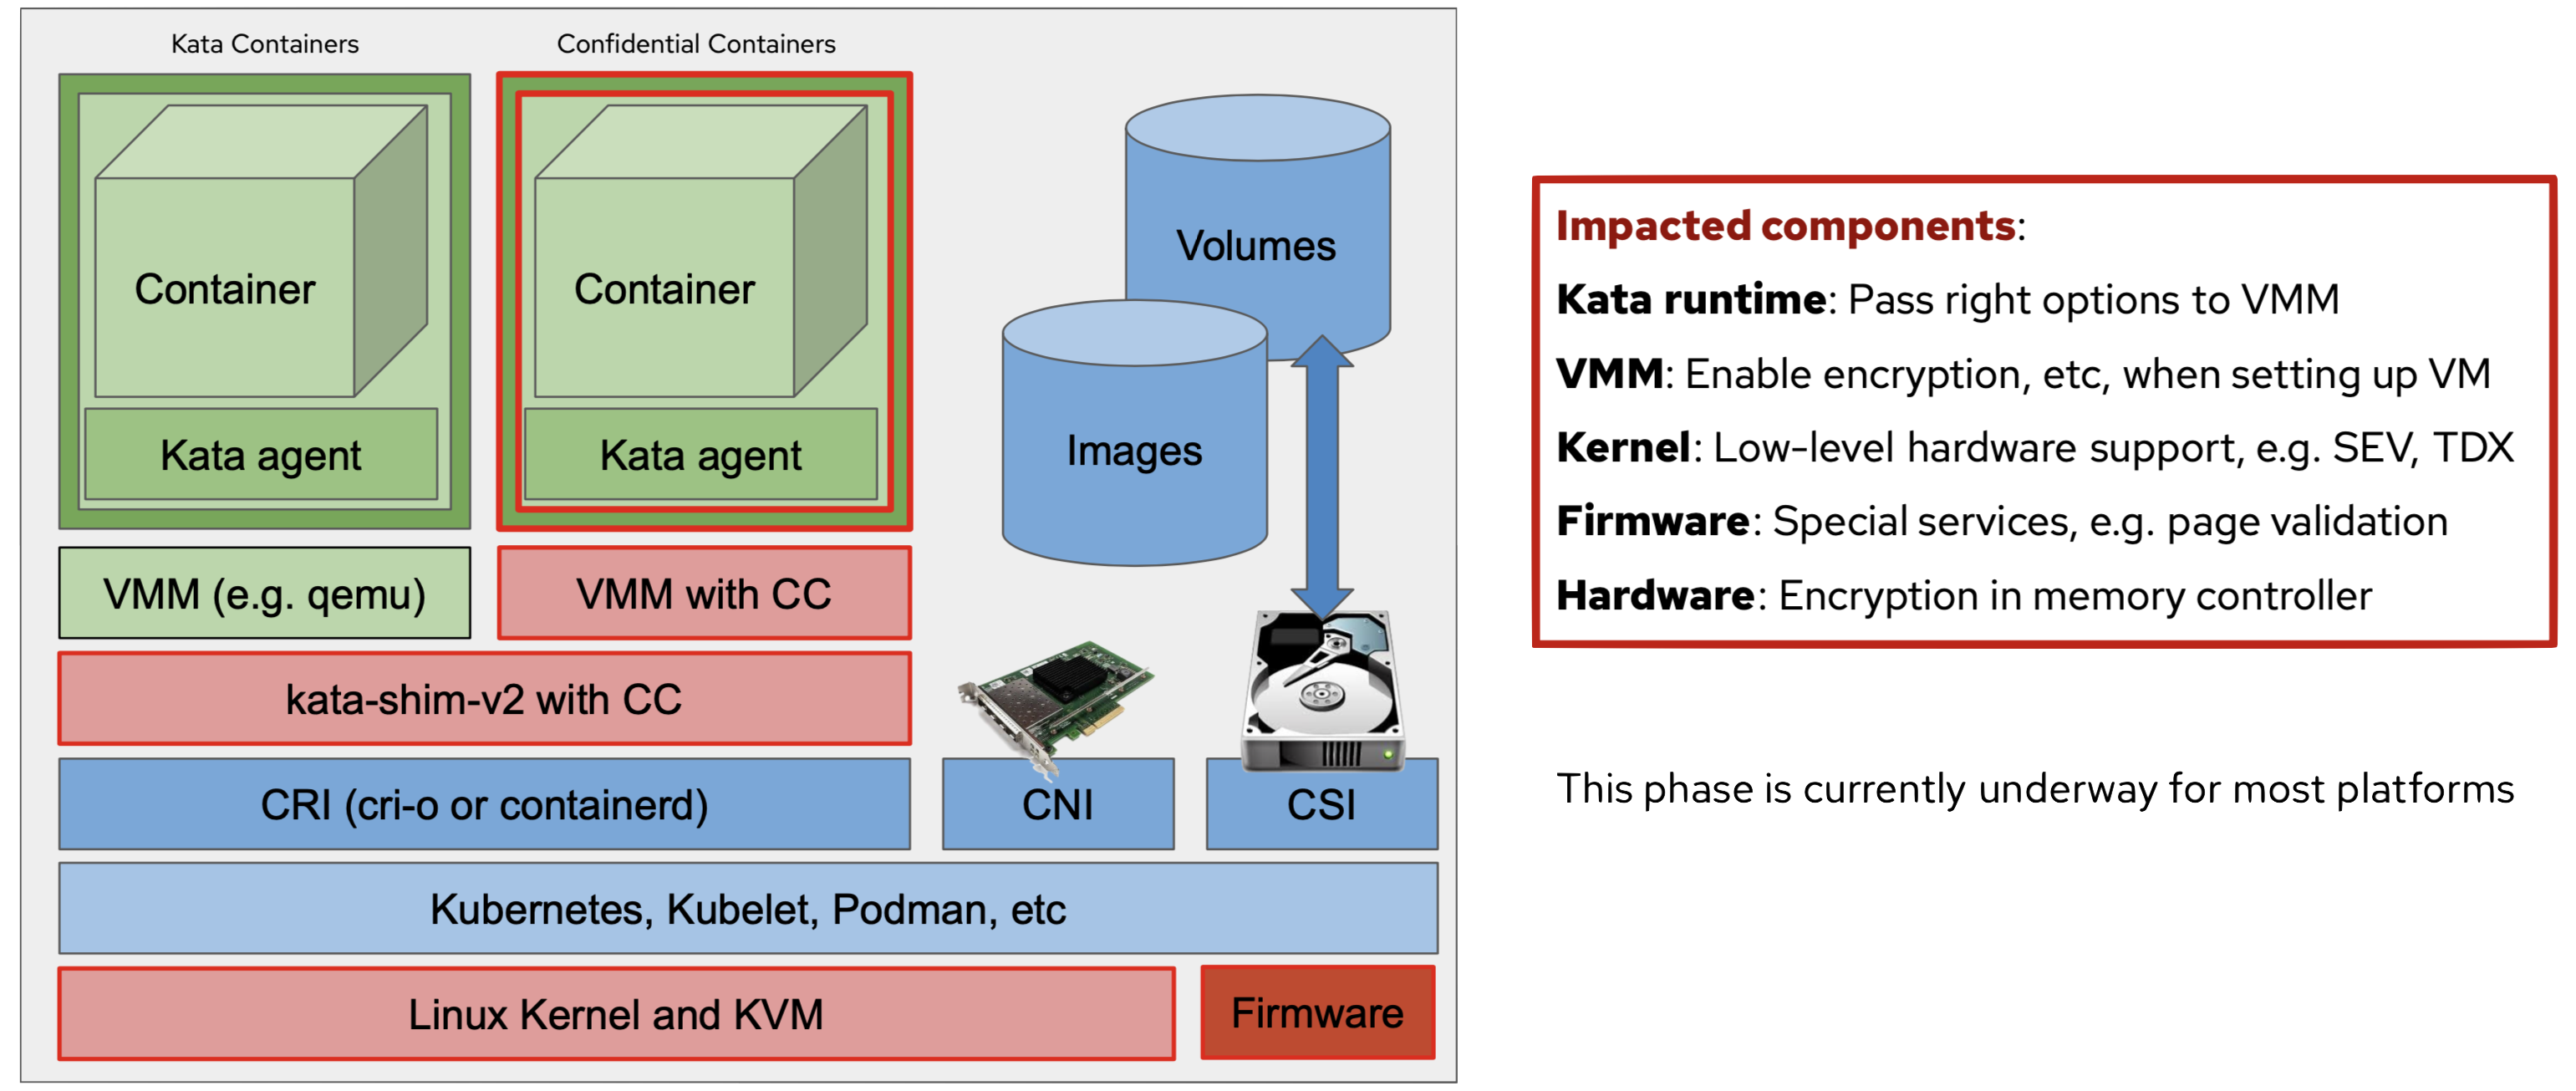 Kata Containers
Confidential Containers
Container
Kata agent
Container
Kata agent
Volumes
Images
VMM (e.g. qemu)
VMM with CC
kata-shim-v2 with CC
CRI (cri-o or containerd)
CNI
CSI
Kubernetes, Kubelet, Podman, etc
Linux Kernel and KVM
Firmware
Impacted components:
Kata runtime: Pass right options to VMM
VMM: Enable encryption, etc, when setting up VM
Kernel: Low-level hardware support, e.g. SEV, TDX
Firmware: Special services, e.g. page validation
Hardware: Encryption in memory controller
This phase is currently underway for most platforms